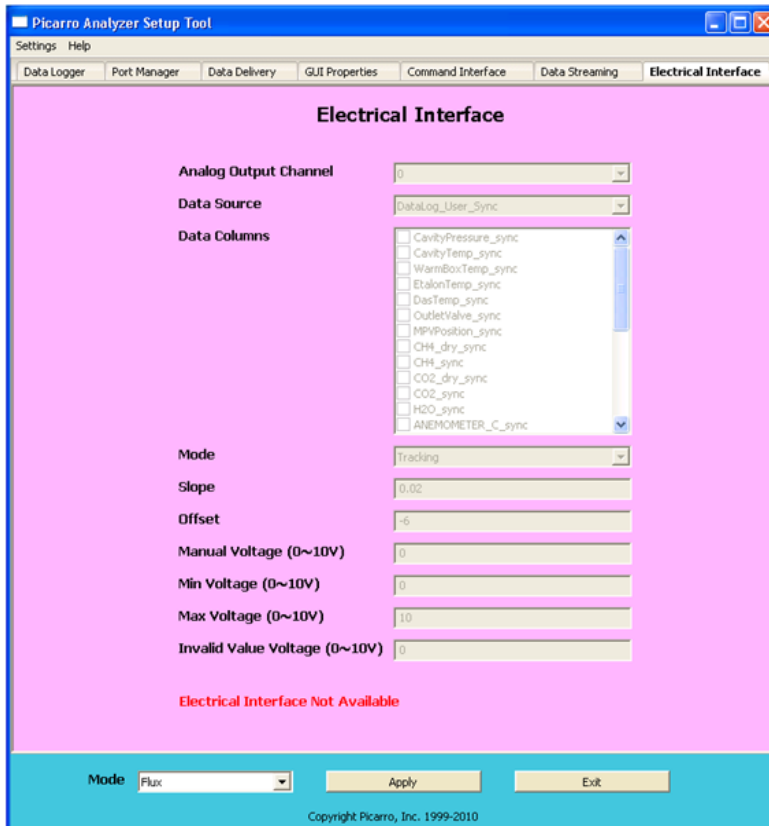 Picarro Analyzer Setup Tool
Settings Help
Data Logger Port Manager Data Delivery GUI Properties Command Interface Data Streaming Electrical Interface
Electrical Interface
Analog Output Channel 0
Data Source DataLog_User_Sync
Data Columns CavityPressure_sync
CavityTemp_sync
WarmBoxTemp_sync
EtalonTemp_sync
DasTemp_sync
OutletValve_sync
MPVPosition_sync
CH4_dry_sync
CH4_sync
CO2_dry_sync
CO2_sync
H2O_sync
ANEMOMETER_C_sync
Mode Tracking
Slope 0.02
Offset -6
Manual Voltage (0~10V) 0
Min Voltage (0~10V) 0
Max Voltage (0~10V) 10
Invalid Value Voltage (0~10V) 0
Electrical Interface Not Available
Mode Flux Apply Exit
Copyright Picarro, Inc. 1999-2010